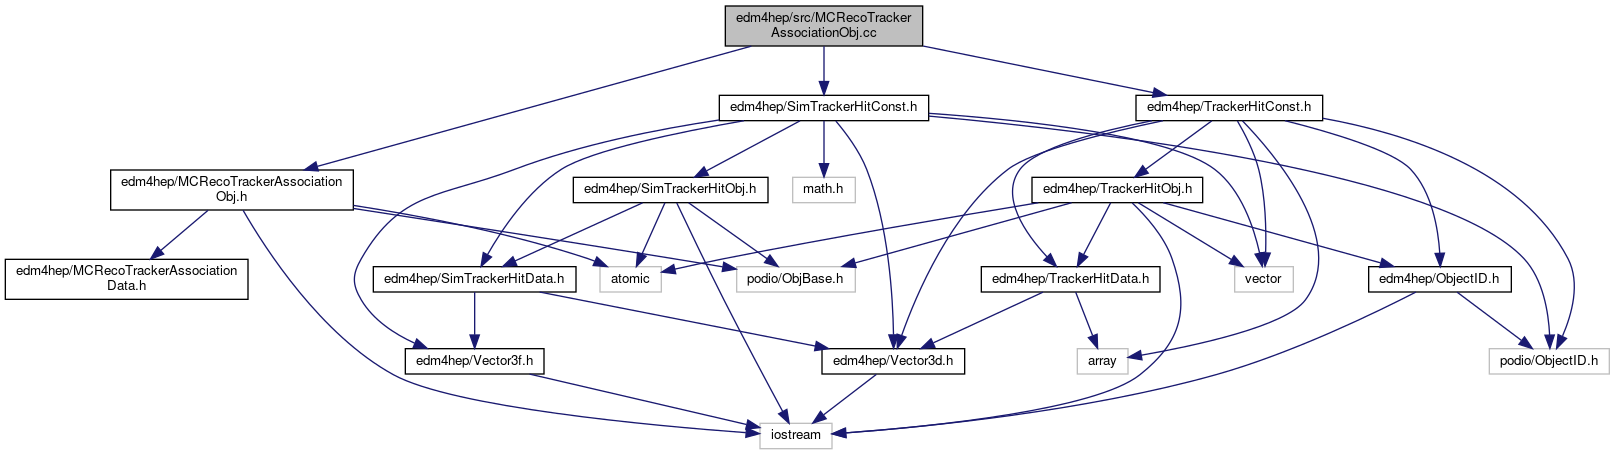 edm4hep/src/MCRecoTracker
AssociationObj.cc
edm4hep/SimTrackerHitConst.h
edm4hep/TrackerHitConst.h
edm4hep/MCRecoTrackerAssociation
Obj.h
edm4hep/SimTrackerHitObj.h
math.h
edm4hep/TrackerHitObj.h
edm4hep/MCRecoTrackerAssociation
Data.h
edm4hep/SimTrackerHitData.h
atomic
podio/ObjBase.h
edm4hep/TrackerHitData.h
vector
edm4hep/ObjectID.h
edm4hep/Vector3f.h
edm4hep/Vector3d.h
array
podio/ObjectID.h
iostream